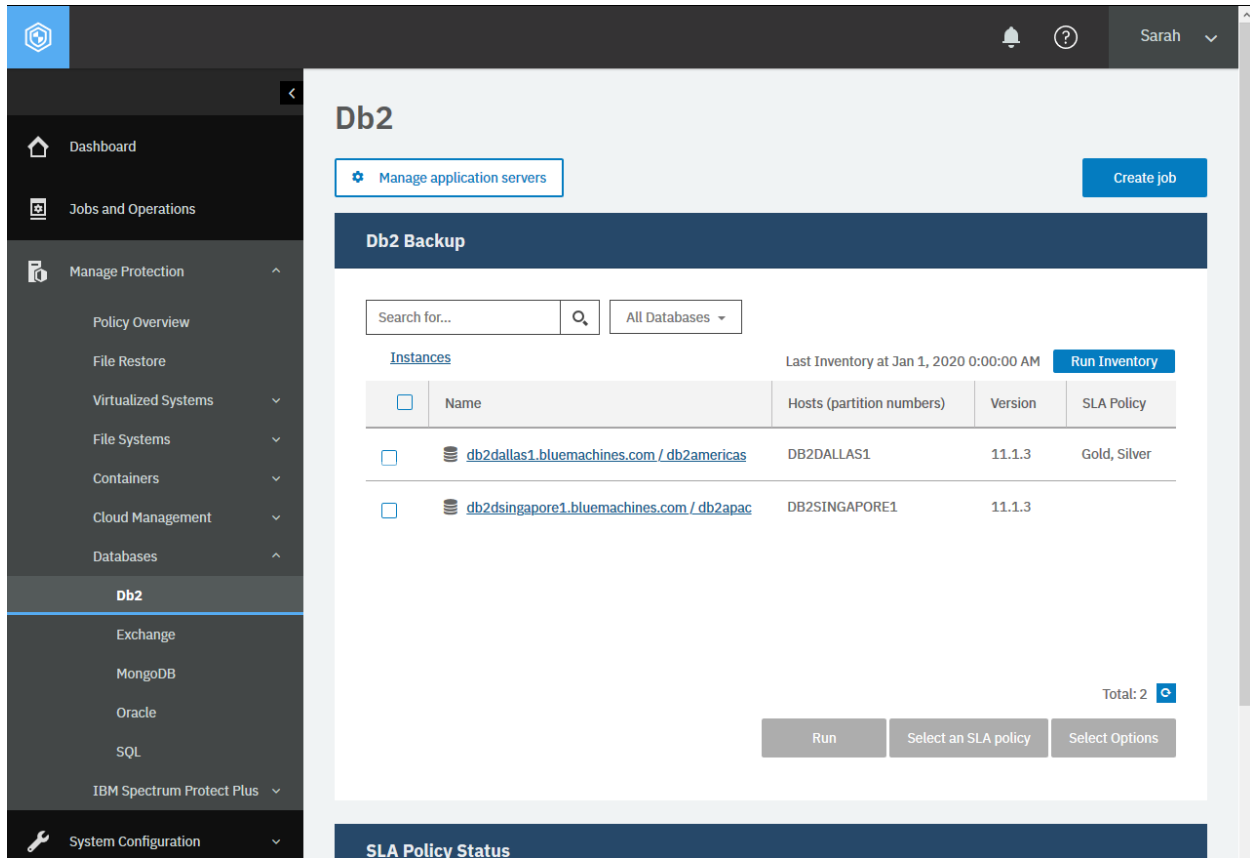 Sarah
Dashboard
Jobs and Operations
Manage Protection
Policy Overview
File Restore
Virtualized Systems
File Systems
Containers
Cloud Management
Databases
Db2
Exchange
MongoDB
Oracle
SQL
IBM Spectrum Protect Plus
System Configuration
Db2
Manage application servers
Create job
Db2 Backup
Search for...
All Databases
Instances
Last Inventory at Jan 1, 2020 0:00:00 AM
Run Inventory
Name Hosts (partition numbers) Version SLA Policy
db2dallas1.bluemachines.com / db2americas DB2DALLAS1 11.1.3 Gold, Silver
db2dsingapore1.bluemachines.com / db2apac DB2SINGAPORE1 11.1.3
Total: 2
Run
Select an SLA policy
Select Options
SLA Policy Status